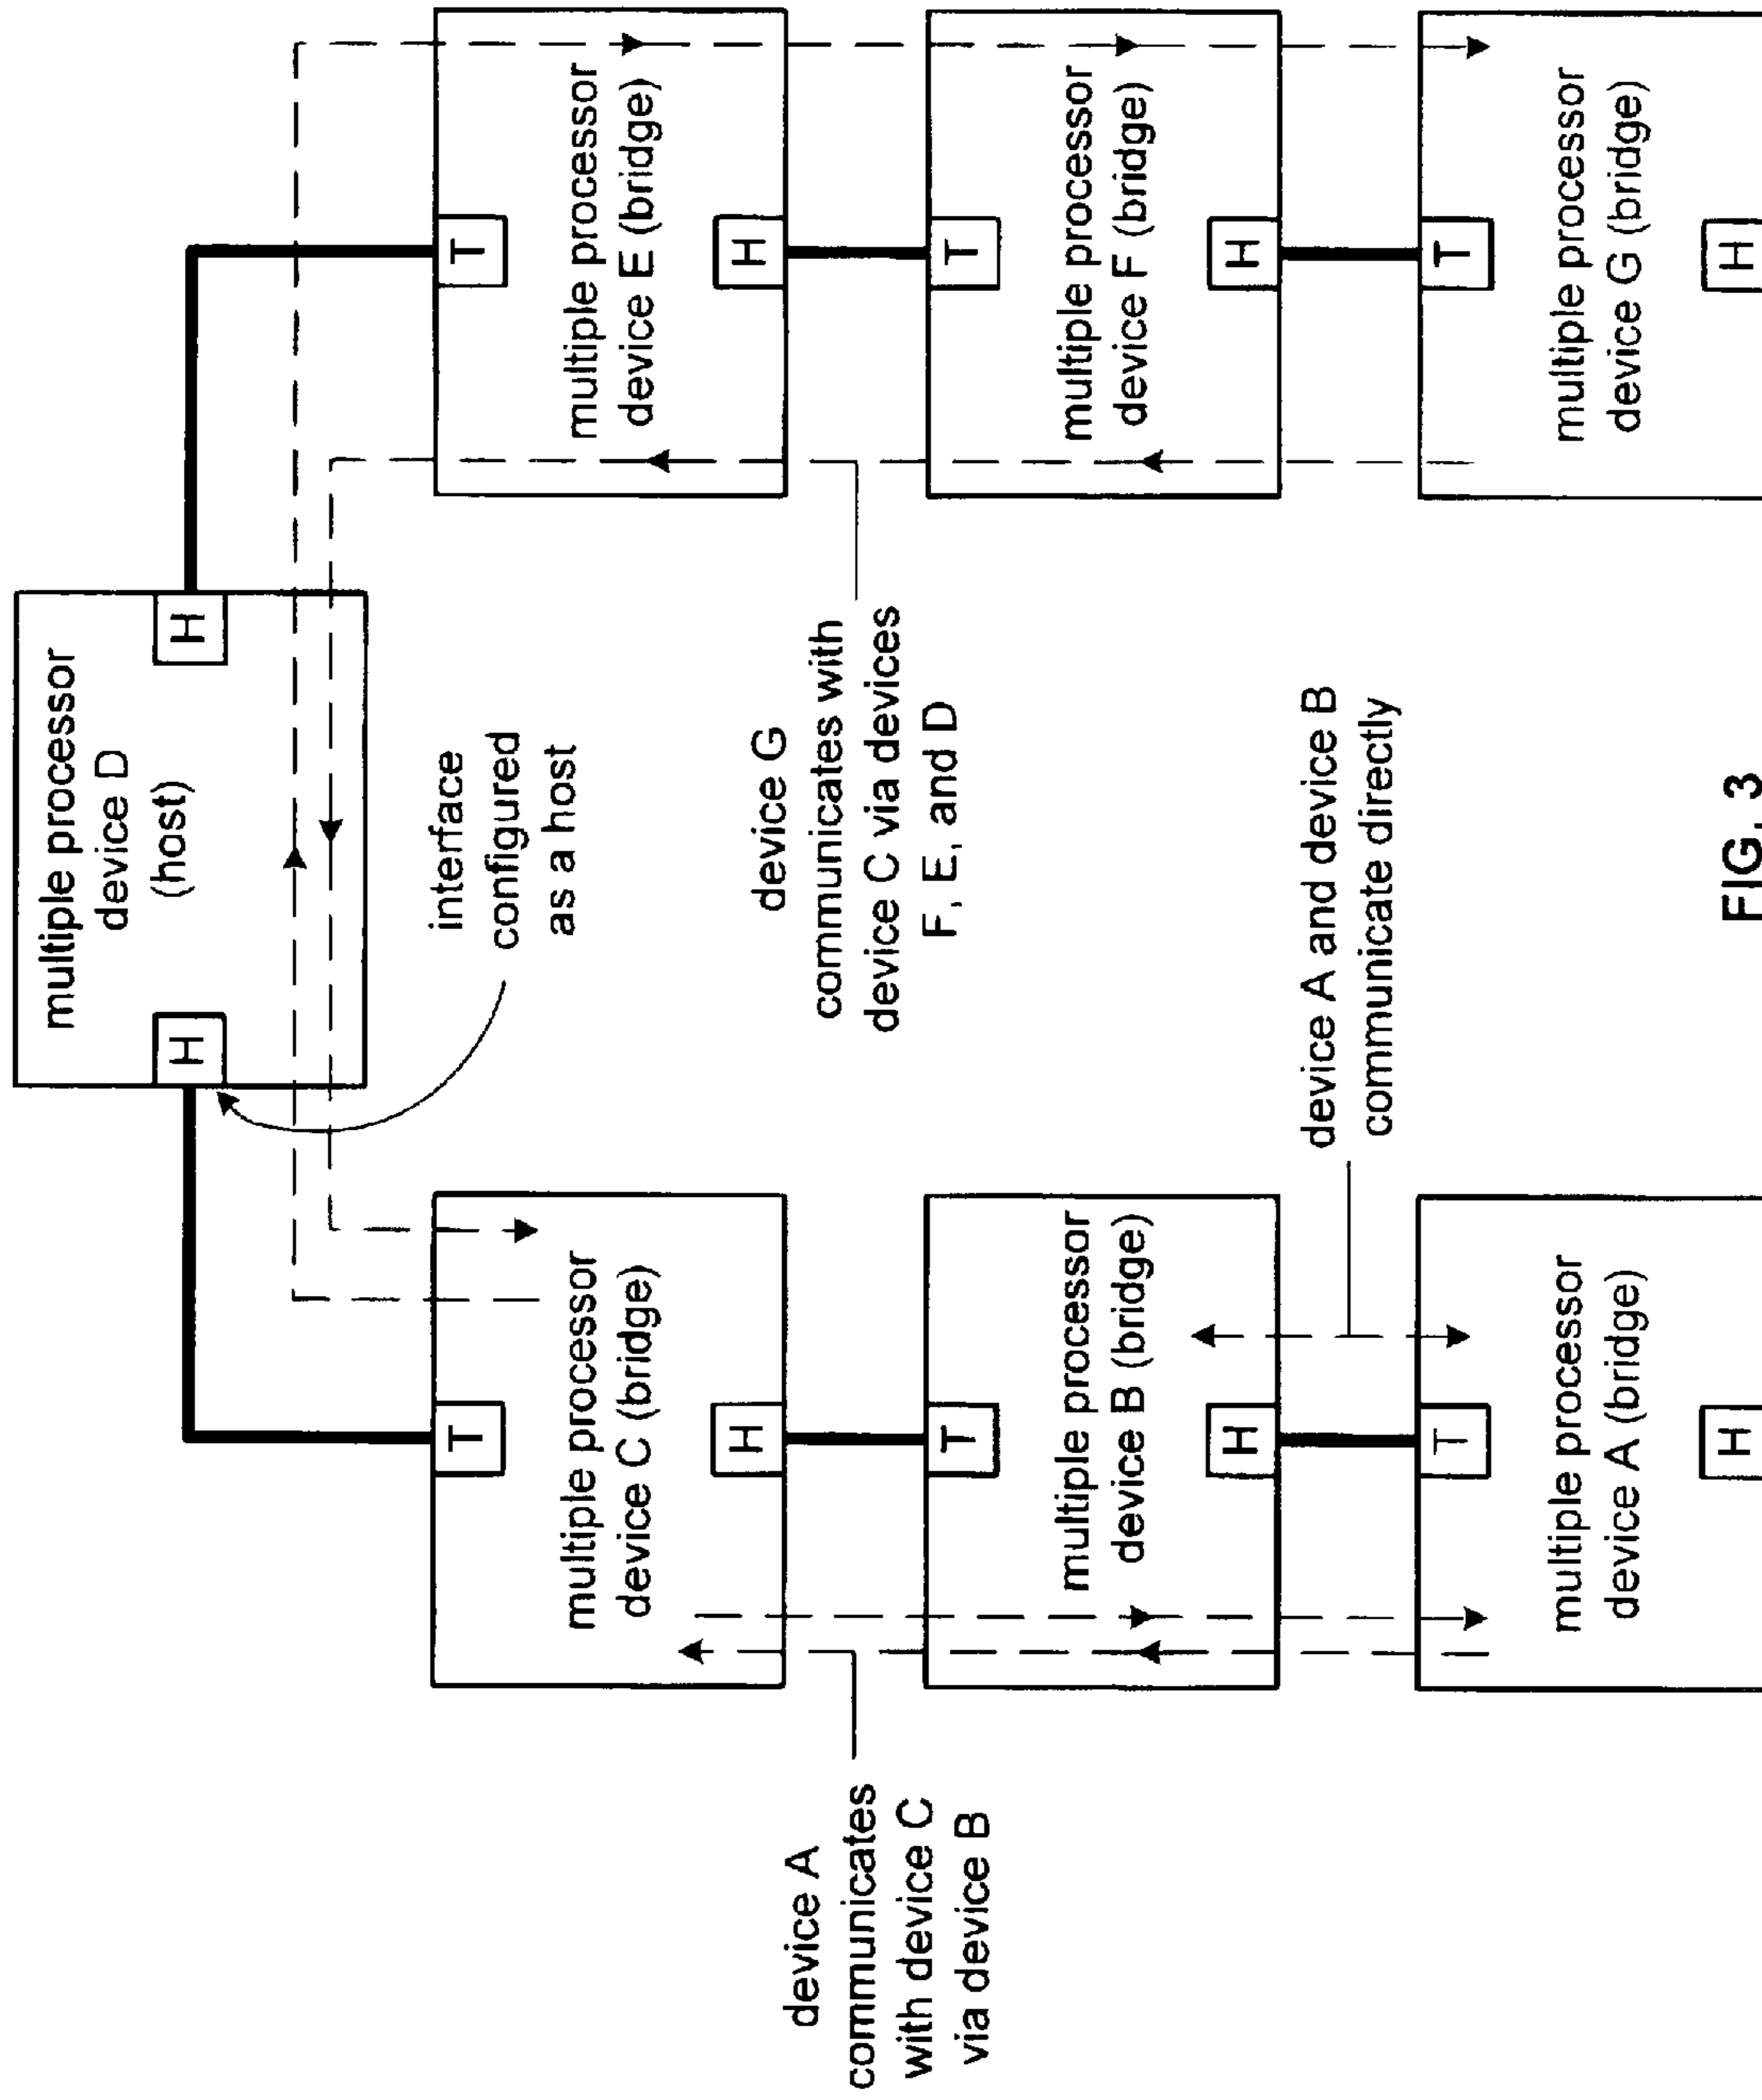 multiple processor
device D
(host)
H
H
interface
configured
as a host
T
multiple processor
device C (bridge)
H
T
multiple processor
device E (bridge)
H
device A
communicates
with device C
via device B
device G
communicates with
device C via devices
F, E, and D
T
multiple processor
device B (bridge)
H
T
multiple processor
device F (bridge)
H
device A and device B
communicate directly
T
multiple processor
device A (bridge)
H
T
multiple processor
device G (bridge)
H
FIG. 3